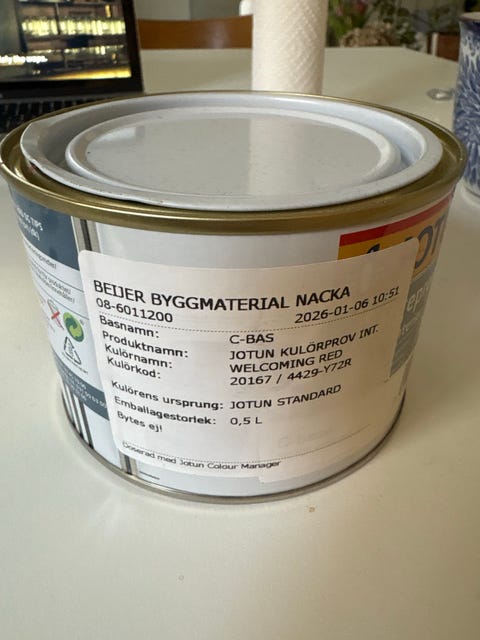 BEIJER BYGGMATERIAL NACKA
08-6011200 2026-01-06 10:51
Basnamn: C-BAS
Produktnamn: JOTUN KULÖRPROV INT.
Kulörnamn: WELCOMING RED
Kulörkod: 20167 / 4429-Y72R
Kulörens ursprung: JOTUN STANDARD
Emballagestorlek: 0,5 L
Bytes ej!
Doserad med Jotun Colour Manager